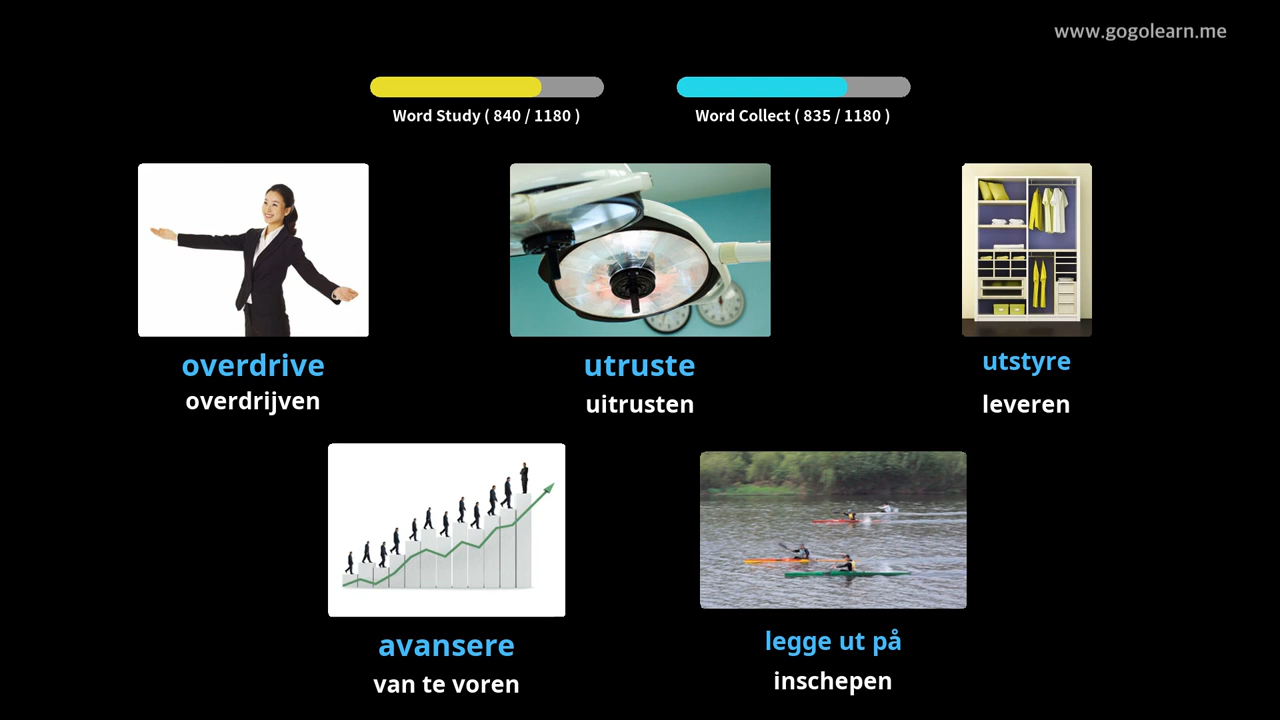 www.gogolearn.me
Word Study ( 840 / 1180 )
Word Collect ( 835 / 1180 )
overdrive
overdrijven
utruste
uitrusten
utstyre
leveren
avansere
van te voren
legge ut på
inschepen